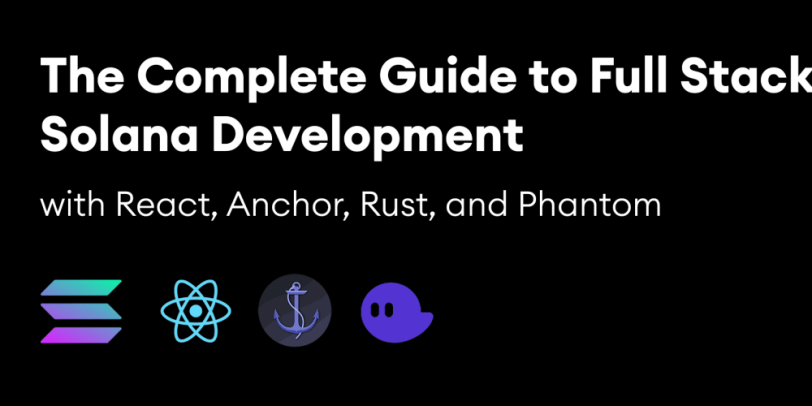 The Complete Guide to Full Stack
Solana Development
with React, Anchor, Rust, and Phantom